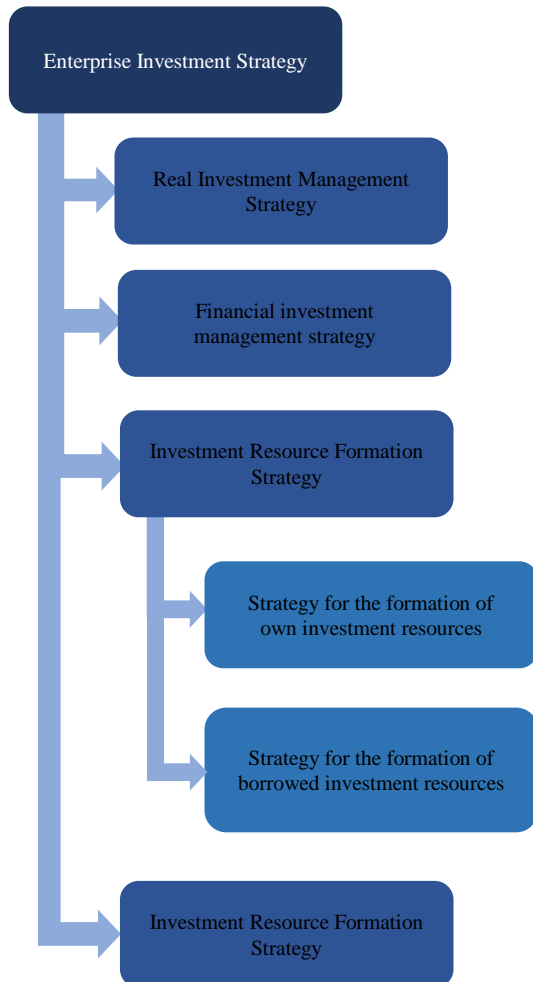 Enterprise Investment Strategy
Real Investment Management
Strategy
Financial investment
management strategy
Investment Resource Formation
Strategy
Strategy for the formation of
own investment resources
Strategy for the formation of
borrowed investment resources
Investment Resource Formation
Strategy